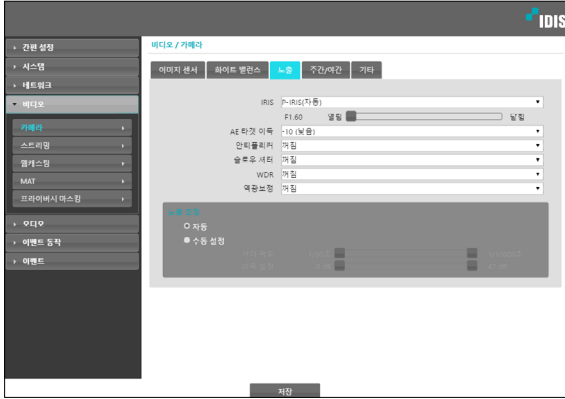 IDIS
간편 설정
시스템
네트워크
비디오
카메라
스트리밍
웹캐스팅
MAT
프라이버시 마스킹
오디오
이벤트 동작
이벤트
비디오 / 카메라
이미지 센서 화이트 밸런스 노출 주간/야간 기타
IRIS P-IRIS(자동)
F1.60 열림 닫힘
AE 타겟 이득 -10 (낮음)
안티플리커 꺼짐
슬로우 셔터 꺼짐
WDR 꺼짐
역광보정 꺼짐
노출 조정
자동
수동 설정
저장